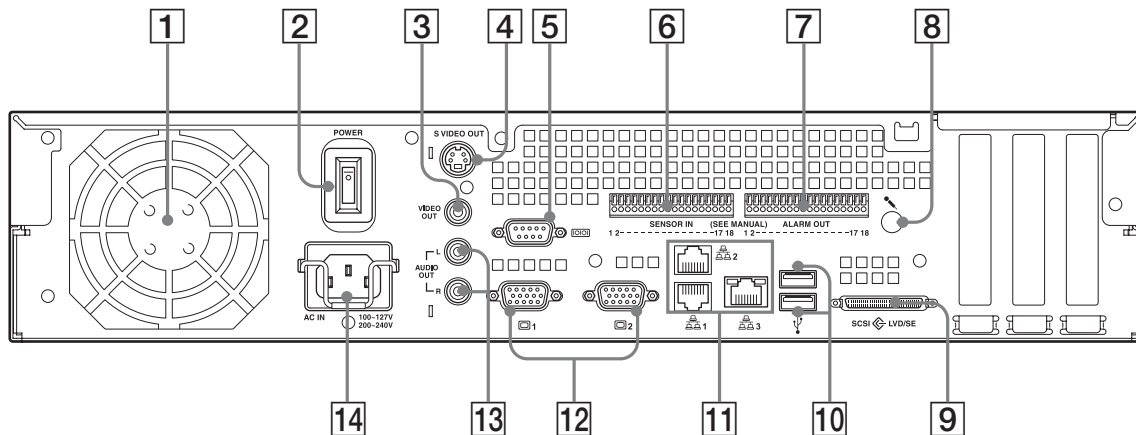 1 2 3 4 5 6 7 8
POWER
S VIDEO OUT
VIDEO OUT
SENSOR IN (SEE MANUAL) ALARM OUT
1 2 17 18 1 2 17 18
L
AUDIO OUT
R
2
AC IN 100~127V
200~240V
1 2 1 3
SCSI LVD/SE
14 13 12 11 10 9